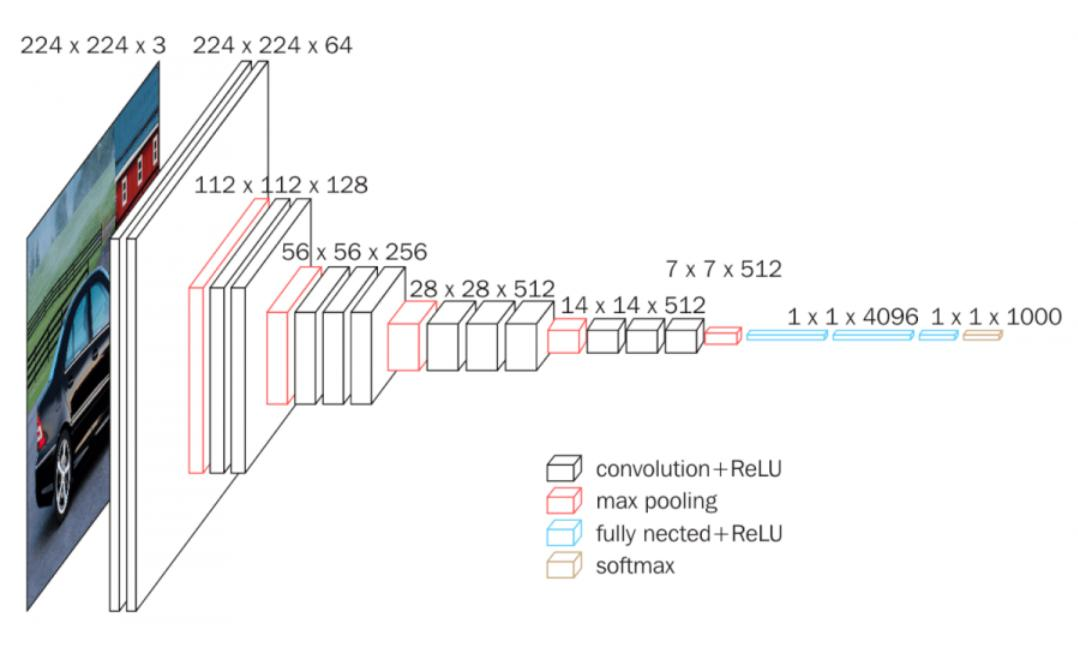 224 x 224 x 3
224 x 224 x 64
112 x 112 x 128
56 x 56 x 256
28 x 28 x 512
14 x 14 x 512
7 x 7 x 512
1 x 1 x 4096
1 x 1 x 1000
convolution+ReLU
max pooling
fully nected+ReLU
softmax